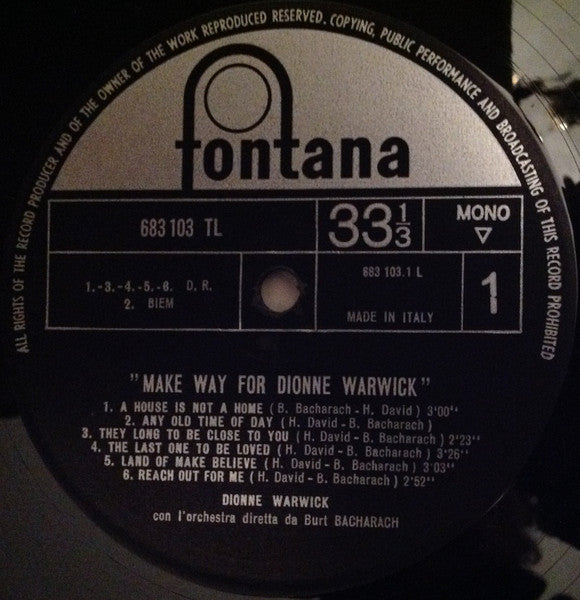 ALL RIGHTS OF THE RECORD PRODUCER AND OF THE OWNER OF THE WORK REPRODUCED RESERVED. COPYING, PUBLIC PERFORMANCE AND BROADCASTING OF THIS RECORD PROHIBITED
fontana
683 103 TL
33 1/3
MONO
▽
1.-3.-4.-5.-6. D. R.
2. BIEM
683 103.1 L
MADE IN ITALY
1
"MAKE WAY FOR DIONNE WARWICK"
1. A HOUSE IS NOT A HOME ( B. Bacharach - H. David ) 3'00''
2. ANY OLD TIME OF DAY ( H. David - B. Bacharach )
3. THEY LONG TO BE CLOSE TO YOU ( H. David - B. Bacharach ) 2'23''
4. THE LAST ONE TO BE LOVED ( H. David - B. Bacharach ) 3'26''
5. LAND OF MAKE BELIEVE ( H. David - B. Bacharach ) 3'03''
6. REACH OUT FOR ME ( H. David - B. Bacharach ) 2'52''
DIONNE WARWICK
con l'orchestra diretta da Burt BACHARACH